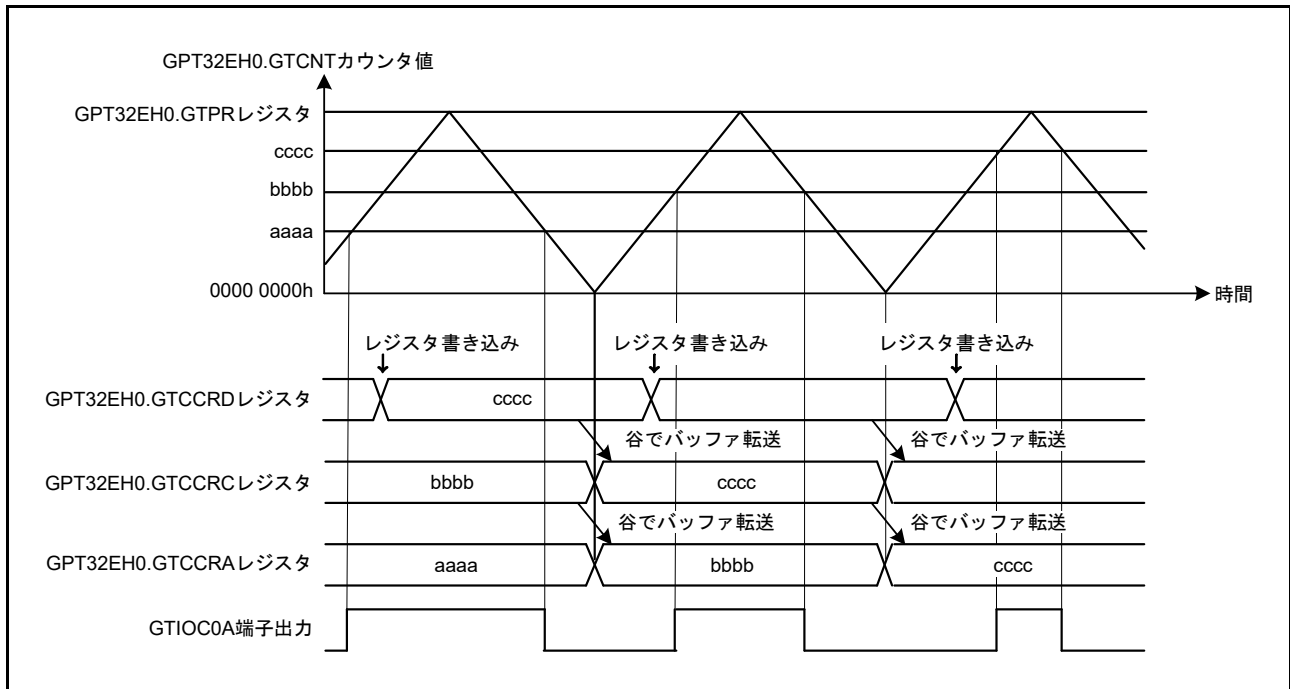 GPT32EH0.GTCNTカウンタ値
GPT32EH0.GTPRレジスタ
cccc
bbbb
aaaa
0000 0000h
時間
レジスタ書き込み レジスタ書き込み レジスタ書き込み
GPT32EH0.GTCCRDレジスタ cccc
谷でバッファ転送 谷でバッファ転送
GPT32EH0.GTCCRCレジスタ bbbb cccc
谷でバッファ転送 谷でバッファ転送
GPT32EH0.GTCCRAレジスタ aaaa bbbb cccc
GTIOC0A端子出力